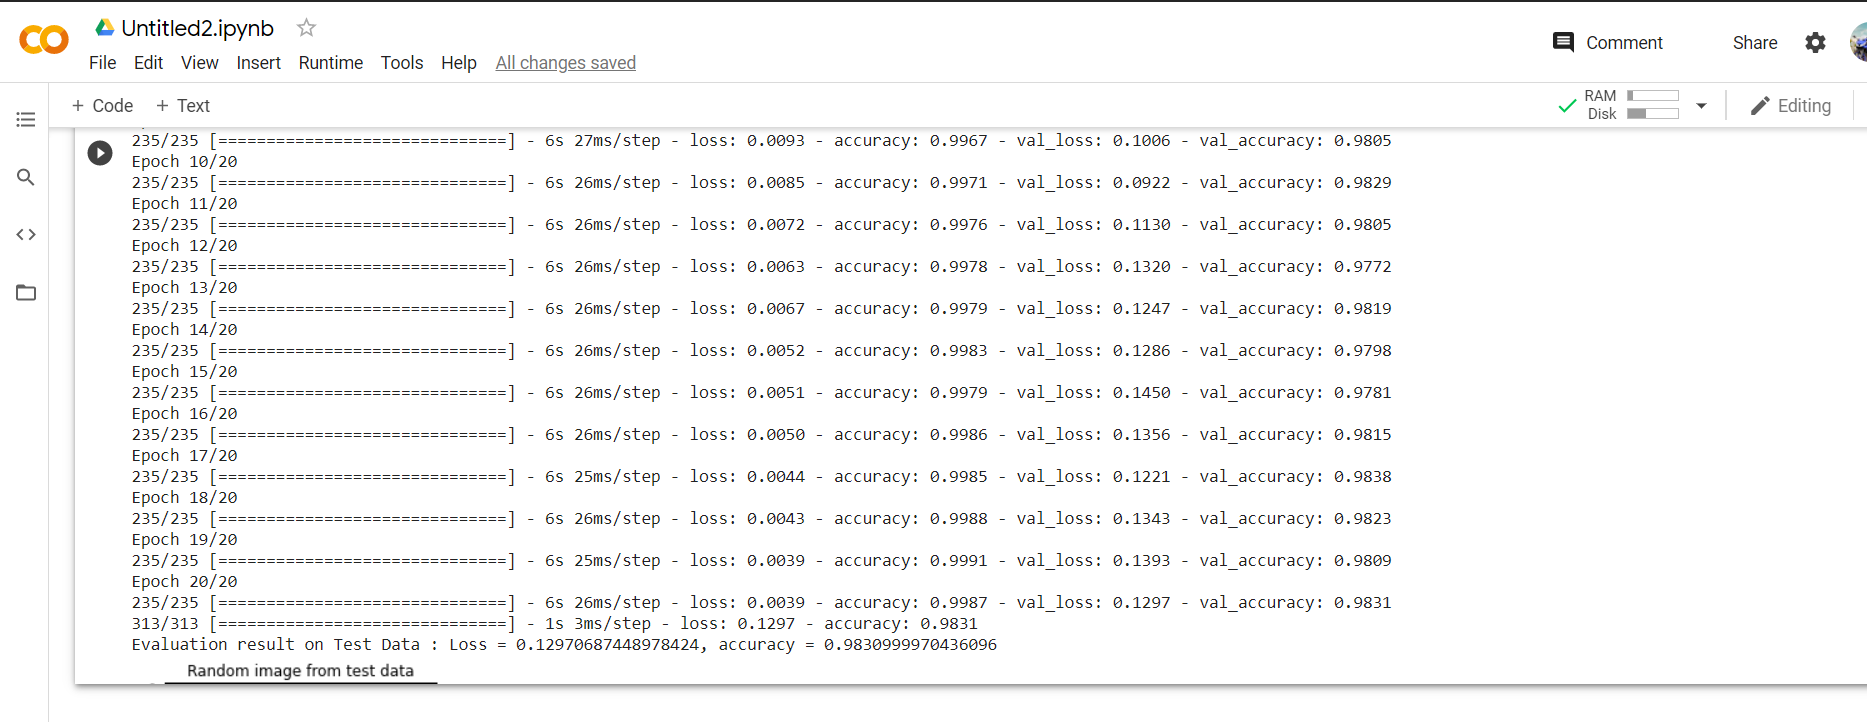 Untitled2.ipynb
File Edit View Insert Runtime Tools Help All changes saved
Comment Share
+ Code + Text
RAM
Disk
Editing
235/235 [==============================] - 6s 27ms/step - loss: 0.0093 - accuracy: 0.9967 - val_loss: 0.1006 - val_accuracy: 0.9805
Epoch 10/20
235/235 [==============================] - 6s 26ms/step - loss: 0.0085 - accuracy: 0.9971 - val_loss: 0.0922 - val_accuracy: 0.9829
Epoch 11/20
235/235 [==============================] - 6s 26ms/step - loss: 0.0072 - accuracy: 0.9976 - val_loss: 0.1130 - val_accuracy: 0.9805
Epoch 12/20
235/235 [==============================] - 6s 26ms/step - loss: 0.0063 - accuracy: 0.9978 - val_loss: 0.1320 - val_accuracy: 0.9772
Epoch 13/20
235/235 [==============================] - 6s 26ms/step - loss: 0.0067 - accuracy: 0.9979 - val_loss: 0.1247 - val_accuracy: 0.9819
Epoch 14/20
235/235 [==============================] - 6s 26ms/step - loss: 0.0052 - accuracy: 0.9983 - val_loss: 0.1286 - val_accuracy: 0.9798
Epoch 15/20
235/235 [==============================] - 6s 26ms/step - loss: 0.0051 - accuracy: 0.9979 - val_loss: 0.1450 - val_accuracy: 0.9781
Epoch 16/20
235/235 [==============================] - 6s 26ms/step - loss: 0.0050 - accuracy: 0.9986 - val_loss: 0.1356 - val_accuracy: 0.9815
Epoch 17/20
235/235 [==============================] - 6s 25ms/step - loss: 0.0044 - accuracy: 0.9985 - val_loss: 0.1221 - val_accuracy: 0.9838
Epoch 18/20
235/235 [==============================] - 6s 26ms/step - loss: 0.0043 - accuracy: 0.9988 - val_loss: 0.1343 - val_accuracy: 0.9823
Epoch 19/20
235/235 [==============================] - 6s 25ms/step - loss: 0.0039 - accuracy: 0.9991 - val_loss: 0.1393 - val_accuracy: 0.9809
Epoch 20/20
235/235 [==============================] - 6s 26ms/step - loss: 0.0039 - accuracy: 0.9987 - val_loss: 0.1297 - val_accuracy: 0.9831
313/313 [==============================] - 1s 3ms/step - loss: 0.1297 - accuracy: 0.9831
Evaluation result on Test Data : Loss = 0.12970687448978424, accuracy = 0.9830999970436096
Random image from test data